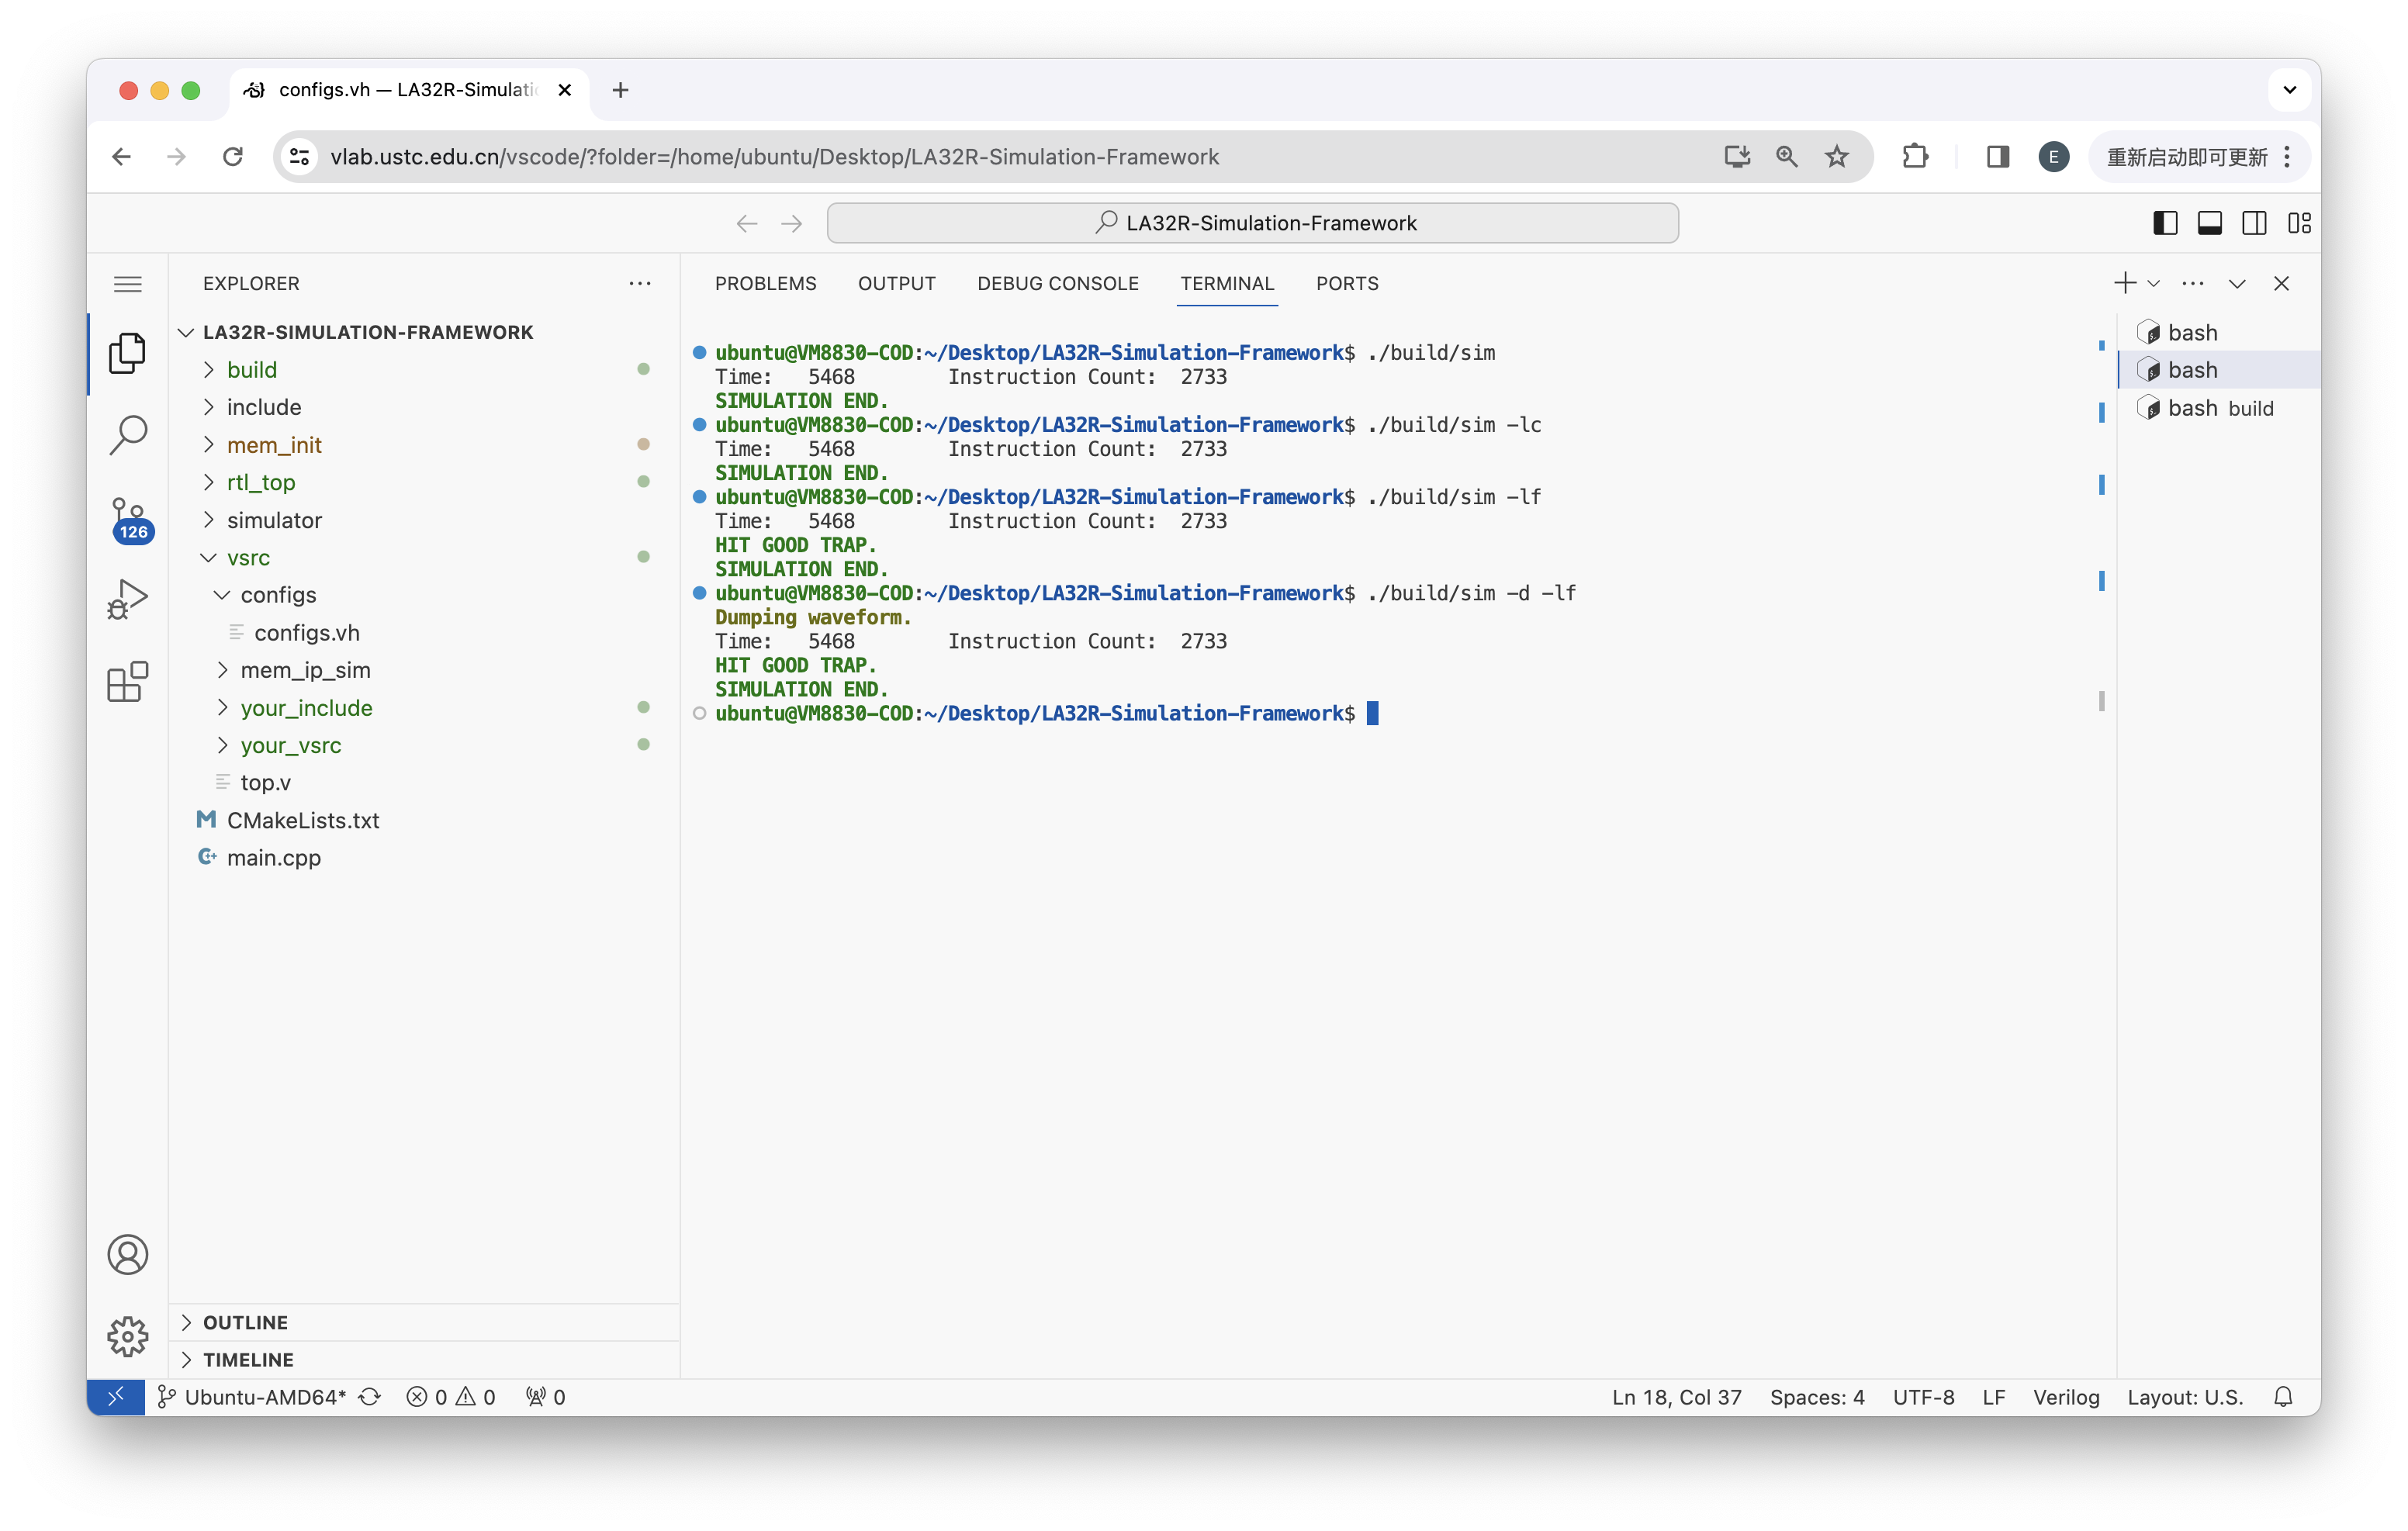 configs.vh — LA32R-Simulati
vlab.ustc.edu.cn/vscode/?folder=/home/ubuntu/Desktop/LA32R-Simulation-Framework
E
重新启动即可更新
LA32R-Simulation-Framework
EXPLORER
LA32R-SIMULATION-FRAMEWORK
build
include
mem_init
rtl_top
simulator
vsrc
configs
configs.vh
mem_ip_sim
your_include
your_vsrc
top.v
CMakeLists.txt
main.cpp
126
OUTLINE
TIMELINE
PROBLEMS OUTPUT DEBUG CONSOLE TERMINAL PORTS
ubuntu@VM8830-COD:~/Desktop/LA32R-Simulation-Framework$ ./build/sim
Time: 5468 Instruction Count: 2733
SIMULATION END.
ubuntu@VM8830-COD:~/Desktop/LA32R-Simulation-Framework$ ./build/sim -lc
Time: 5468 Instruction Count: 2733
SIMULATION END.
ubuntu@VM8830-COD:~/Desktop/LA32R-Simulation-Framework$ ./build/sim -lf
Time: 5468 Instruction Count: 2733
HIT GOOD TRAP.
SIMULATION END.
ubuntu@VM8830-COD:~/Desktop/LA32R-Simulation-Framework$ ./build/sim -d -lf
Dumping waveform.
Time: 5468 Instruction Count: 2733
HIT GOOD TRAP.
SIMULATION END.
ubuntu@VM8830-COD:~/Desktop/LA32R-Simulation-Framework$
bash
bash
bash build
Ubuntu-AMD64* 0 0 0
Ln 18, Col 37 Spaces: 4 UTF-8 LF Verilog Layout: U.S.